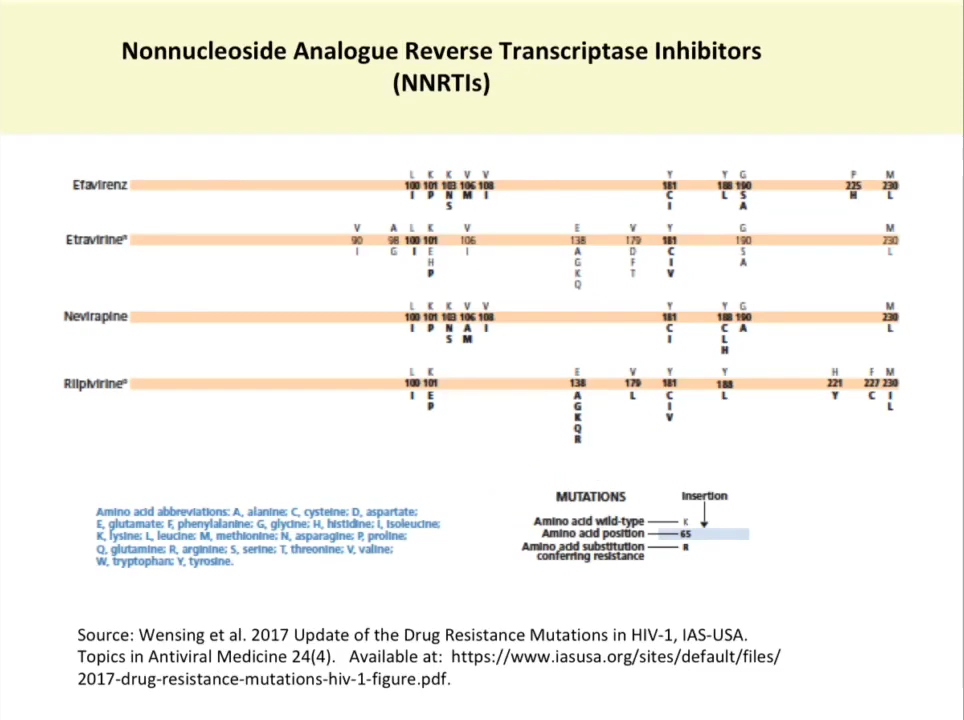 Nonnucleoside Analogue Reverse Transcriptase Inhibitors
(NNRTIs)
L K K V V Y Y G P M
Efavirenz 100 101 103 106 108 181 188 190 225 230
I P N M I C L S H L
S I A
V A L K V E V Y G M
Etravirineᵃ 90 98 100 101 106 138 179 181 190 230
I G I E I A D C S L
H G F I A
P K T V
Q
L K K V V Y Y G M
Nevirapine 100 101 103 106 108 181 188 190 230
I P N A I C C A L
S M I L
H
L K E V Y Y H F M
Rilpivirineᵃ 100 101 138 179 181 188 221 227 230
I E A L C L Y C I
P G I L
K V
Q
R
MUTATIONS Insertion
Amino acid abbreviations: A, alanine; C, cysteine; D, aspartate;
E, glutamate; F, phenylalanine; G, glycine; H, histidine; I, isoleucine;
K, lysine; L, leucine; M, methionine; N, asparagine; P, proline;
Q, glutamine; R, arginine; S, serine; T, threonine; V, valine;
W, tryptophan; Y, tyrosine.
Amino acid wild-type K
Amino acid position 65
Amino acid substitution R
conferring resistance
Source: Wensing et al. 2017 Update of the Drug Resistance Mutations in HIV-1, IAS-USA.
Topics in Antiviral Medicine 24(4). Available at: https://www.iasusa.org/sites/default/files/
2017-drug-resistance-mutations-hiv-1-figure.pdf.